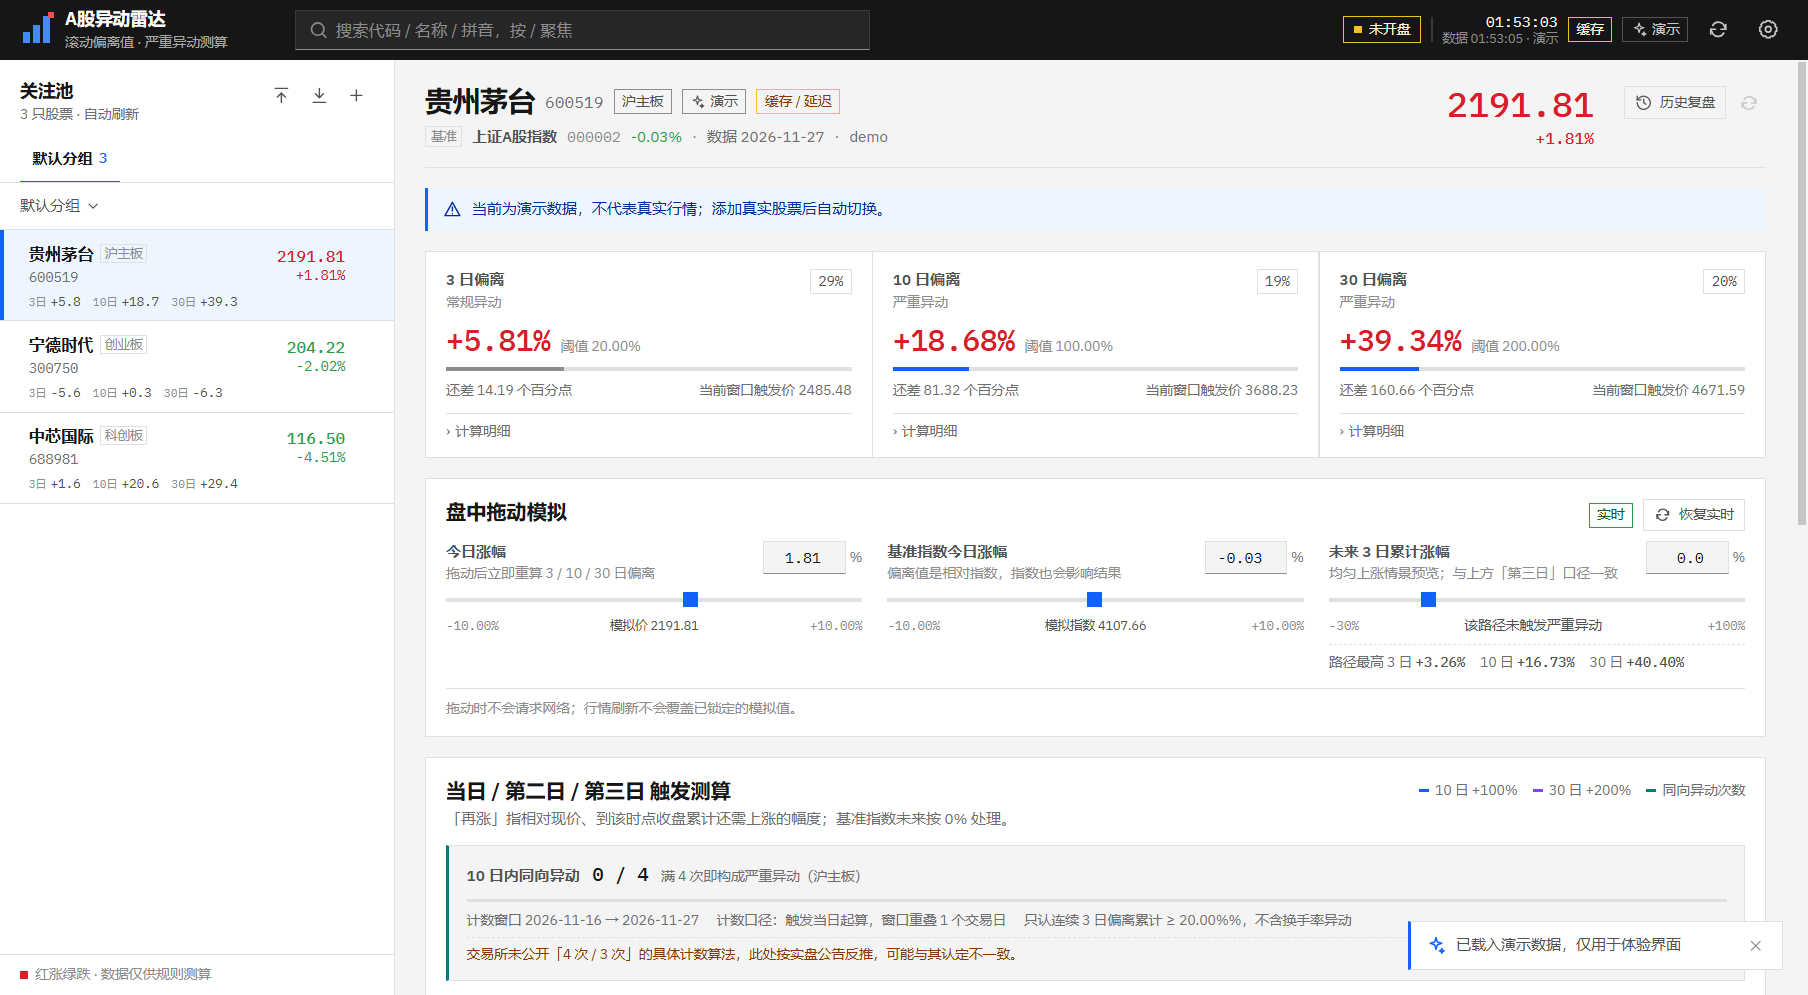 A股异动雷达
滚动偏离值 · 严重异动测算
搜索代码 / 名称 / 拼音，按 / 聚焦
未开盘
01:53:03
数据 01:53:05 · 演示
缓存
演示
关注池
3 只股票 · 自动刷新
默认分组 3
默认分组
贵州茅台 沪主板 2191.81
600519 +1.81%
3日 +5.8 10日 +18.7 30日 +39.3
宁德时代 创业板 204.22
300750 -2.02%
3日 -5.6 10日 +0.3 30日 -6.3
中芯国际 科创板 116.50
688981 -4.51%
3日 +1.6 10日 +20.6 30日 +29.4
红涨绿跌 · 数据仅供规则测算
贵州茅台 600519 沪主板 演示 缓存 / 延迟
基准 上证A股指数 000002 -0.03% · 数据 2026-11-27 · demo
2191.81
+1.81%
历史复盘
当前为演示数据，不代表真实行情；添加真实股票后自动切换。
3 日偏离 29%
常规异动
+5.81% 阈值 20.00%
还差 14.19 个百分点 当前窗口触发价 2485.48
› 计算明细
10 日偏离 19%
严重异动
+18.68% 阈值 100.00%
还差 81.32 个百分点 当前窗口触发价 3688.23
› 计算明细
30 日偏离 20%
严重异动
+39.34% 阈值 200.00%
还差 160.66 个百分点 当前窗口触发价 4671.59
› 计算明细
盘中拖动模拟
实时
恢复实时
今日涨幅 1.81 %
拖动后立即重算 3 / 10 / 30 日偏离
-10.00% 模拟价 2191.81 +10.00%
基准指数今日涨幅 -0.03 %
偏离值是相对指数，指数也会影响结果
-10.00% 模拟指数 4107.66 +10.00%
未来 3 日累计涨幅 0.0 %
均匀上涨情景预览；与上方「第三日」口径一致
-30% 该路径未触发严重异动 +100%
路径最高 3 日 +3.26% 10 日 +16.73% 30 日 +40.40%
拖动时不会请求网络；行情刷新不会覆盖已锁定的模拟值。
当日 / 第二日 / 第三日 触发测算
10 日 +100% 30 日 +200% 同向异动次数
「再涨」指相对现价、到该时点收盘累计还需上涨的幅度；基准指数未来按 0% 处理。
10 日内同向异动 0 / 4 满 4 次即构成严重异动（沪主板）
计数窗口 2026-11-16 → 2026-11-27 计数口径：触发当日起算，窗口重叠 1 个交易日 只认连续 3 日偏离累计 ≥ 20.00%%，不含换手率异动
交易所未公开「4 次 / 3 次」的具体计数算法，此处按实盘公告反推，可能与其认定不一致。
已载入演示数据，仅用于体验界面